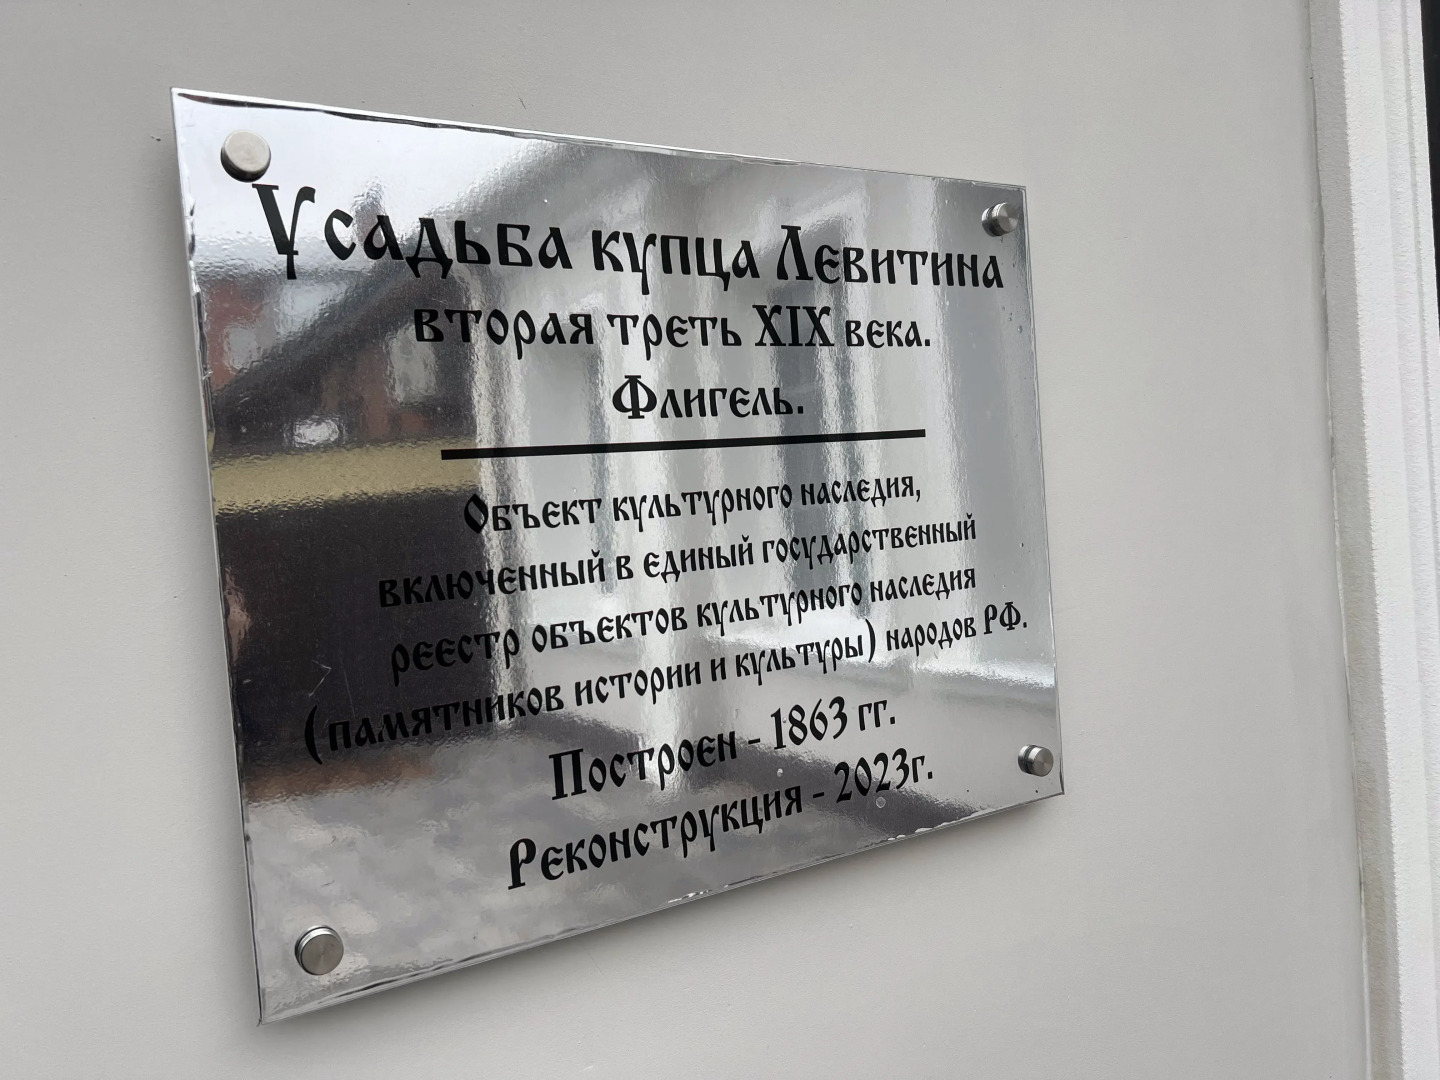 Усадьба купца Левитина
вторая треть XIX века.
Флигель.
Объект культурного наследия,
включенный в единый государственный
реестр объектов культурного наследия
(памятников истории и культуры) народов РФ.
Построен - 1863 гг.
Реконструкция - 2023г.